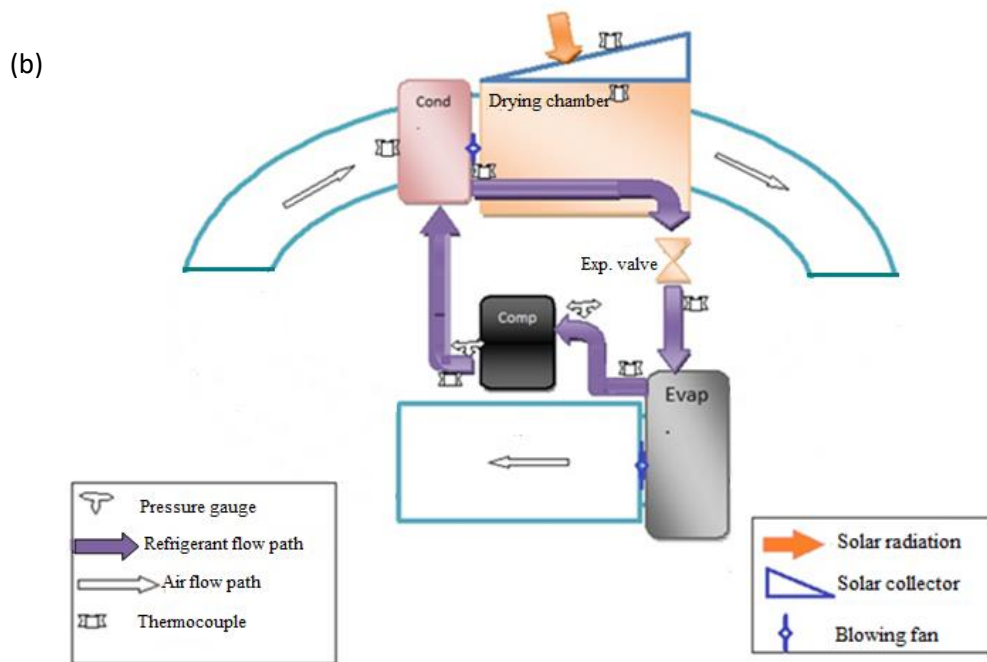 (b)
Cond
Drying chamber
Exp. valve
Comp
Evap
Pressure gauge
Refrigerant flow path
Air flow path
Thermocouple
Solar radiation
Solar collector
Blowing fan